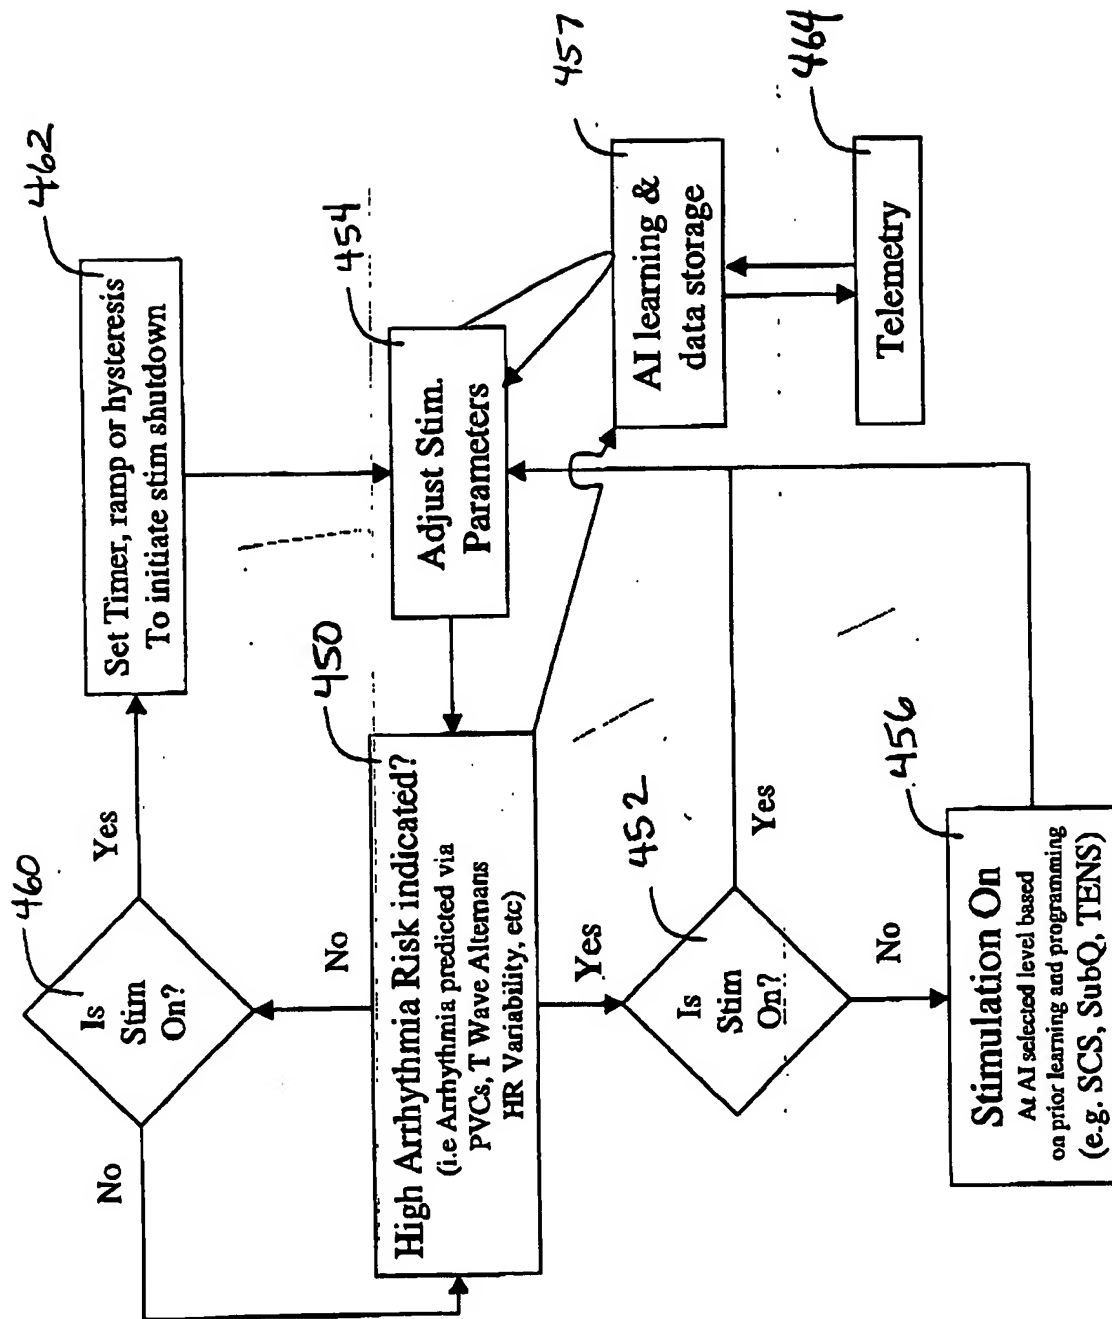 460
Is
Stim
On?
Yes
No
462
Set Timer, ramp or hysteresis
To initiate stim shutdown
No
450
High Arrhythmia Risk indicated?
(i.e Arrhythmia predicted via
PVCs, T Wave Alternans
HR Variability, etc)
454
Adjust Stim.
Parameters
457
AI learning &
data storage
464
Telemetry
Yes
452
Is
Stim
On?
Yes
No
456
Stimulation On
At AI selected level based
on prior learning and programming
(e.g. SCS, SubQ, TENS)